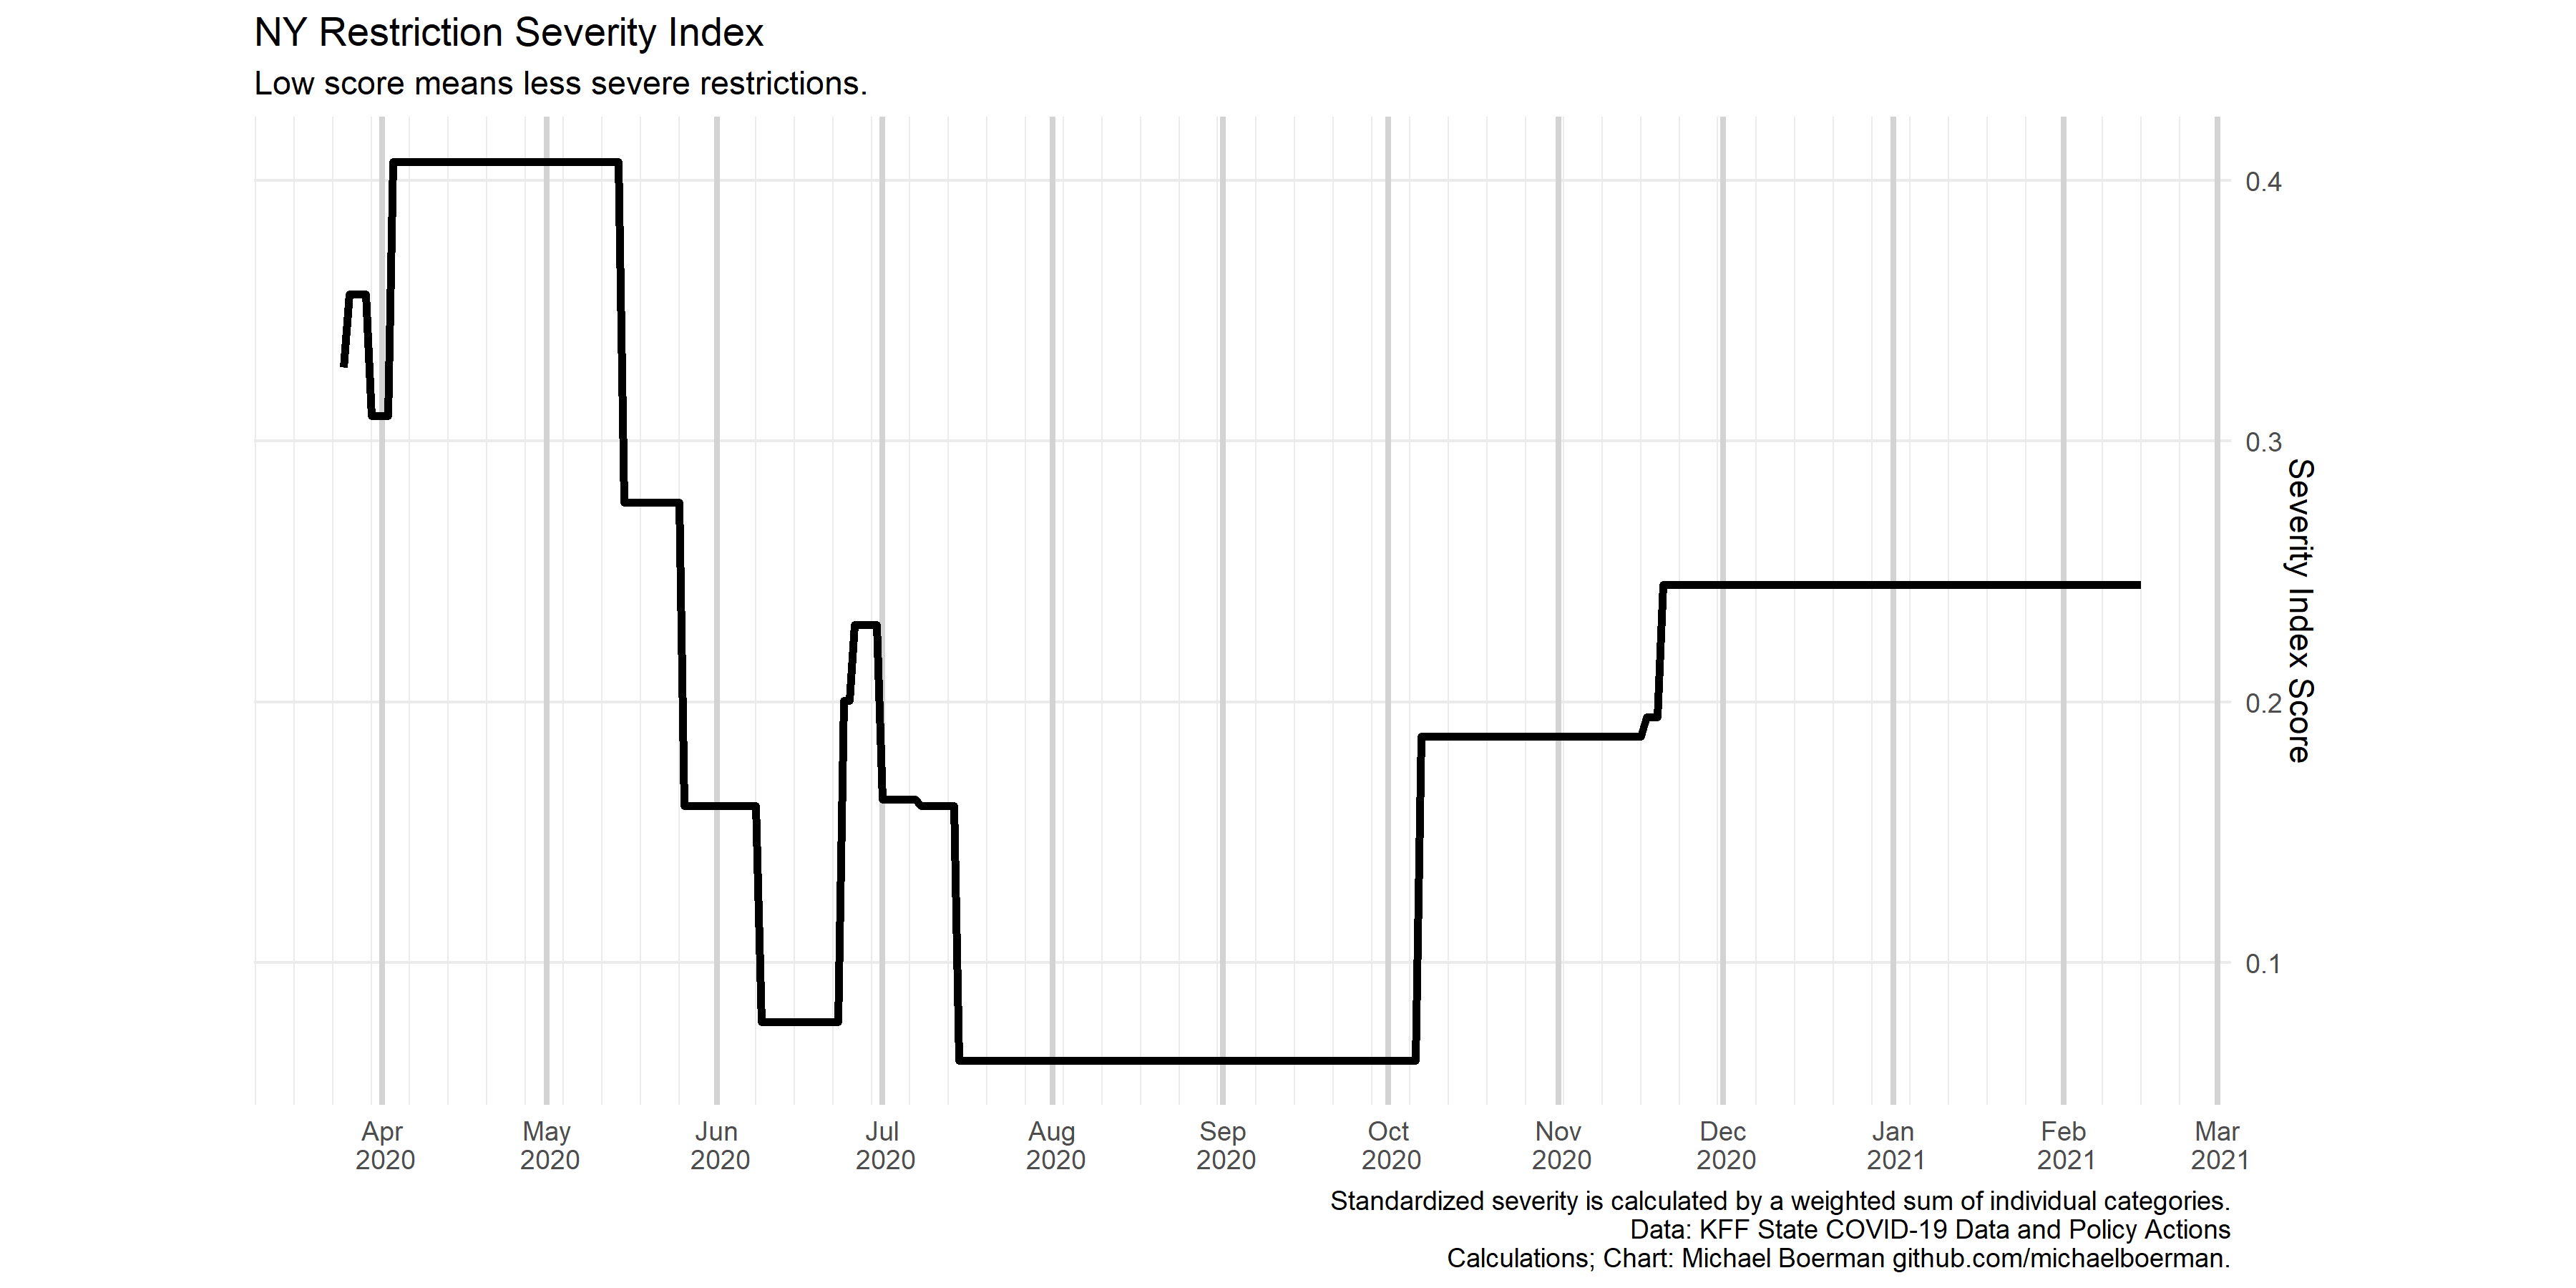 NY Restriction Severity Index
Low score means less severe restrictions.
0.4
0.3
0.2
0.1
Severity Index Score
Apr May Jun Jul Aug Sep Oct Nov Dec Jan Feb Mar
2020 2020 2020 2020 2020 2020 2020 2020 2020 2021 2021 2021
Standardized severity is calculated by a weighted sum of individual categories.
Data: KFF State COVID-19 Data and Policy Actions
Calculations; Chart: Michael Boerman github.com/michaelboerman.